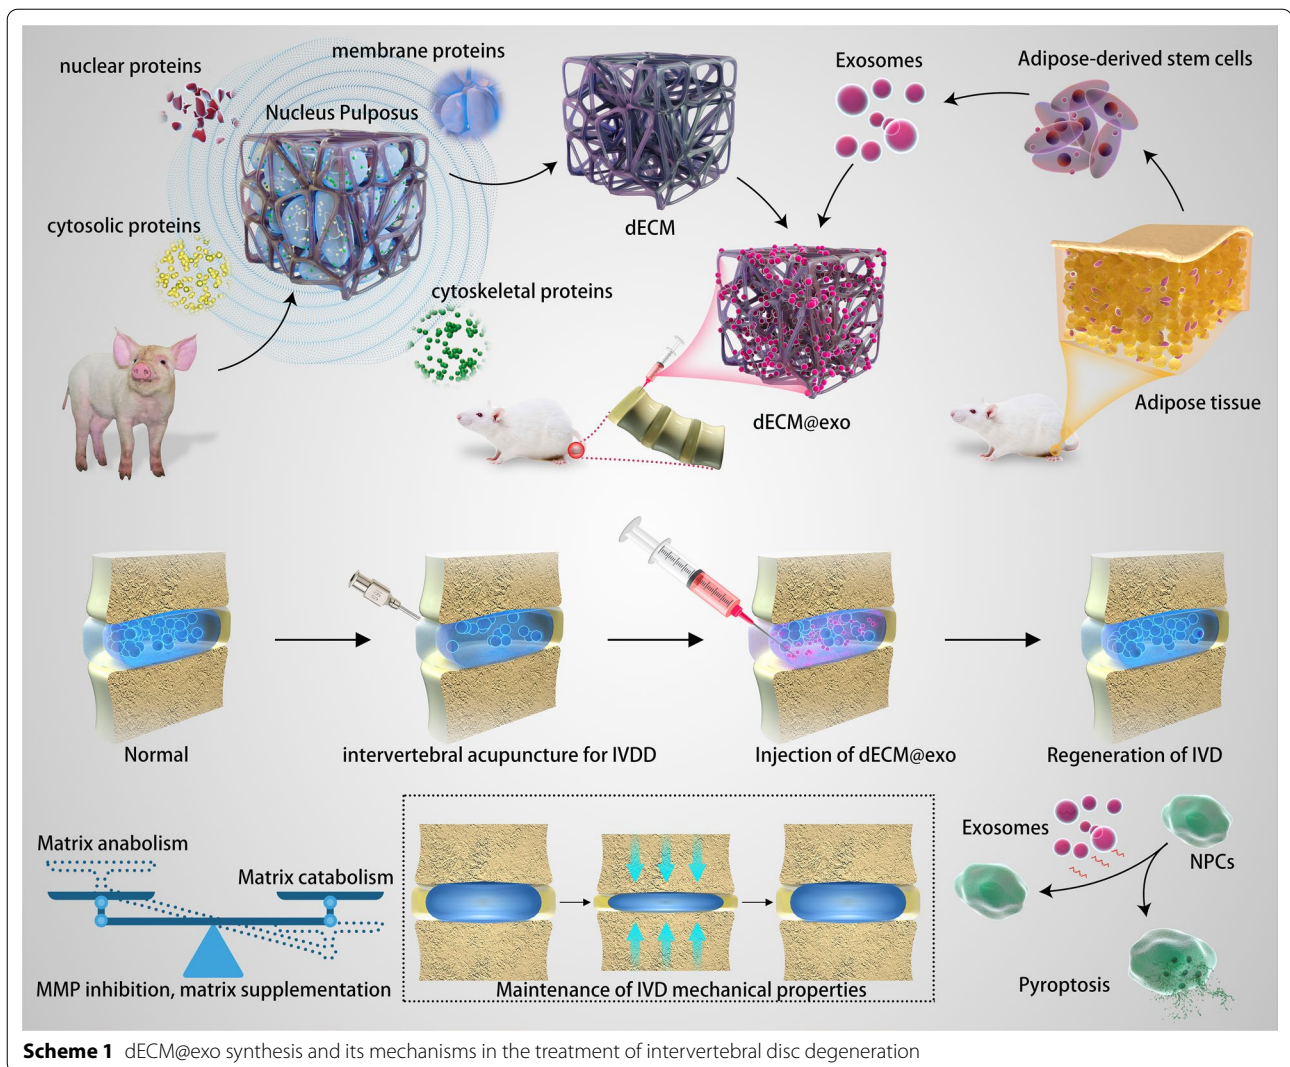 nuclear proteins
membrane proteins
Nucleus Pulposus
cytosolic proteins
cytoskeletal proteins
dECM
Exosomes
Adipose-derived stem cells
dECM@exo
Adipose tissue
Normal
intervertebral acupuncture for IVDD
Injection of dECM@exo
Regeneration of IVD
Matrix anabolism
Matrix catabolism
MMP inhibition, matrix supplementation
Maintenance of IVD mechanical properties
Exosomes
NPCs
Pyroptosis
Scheme 1 dECM@exo synthesis and its mechanisms in the treatment of intervertebral disc degeneration